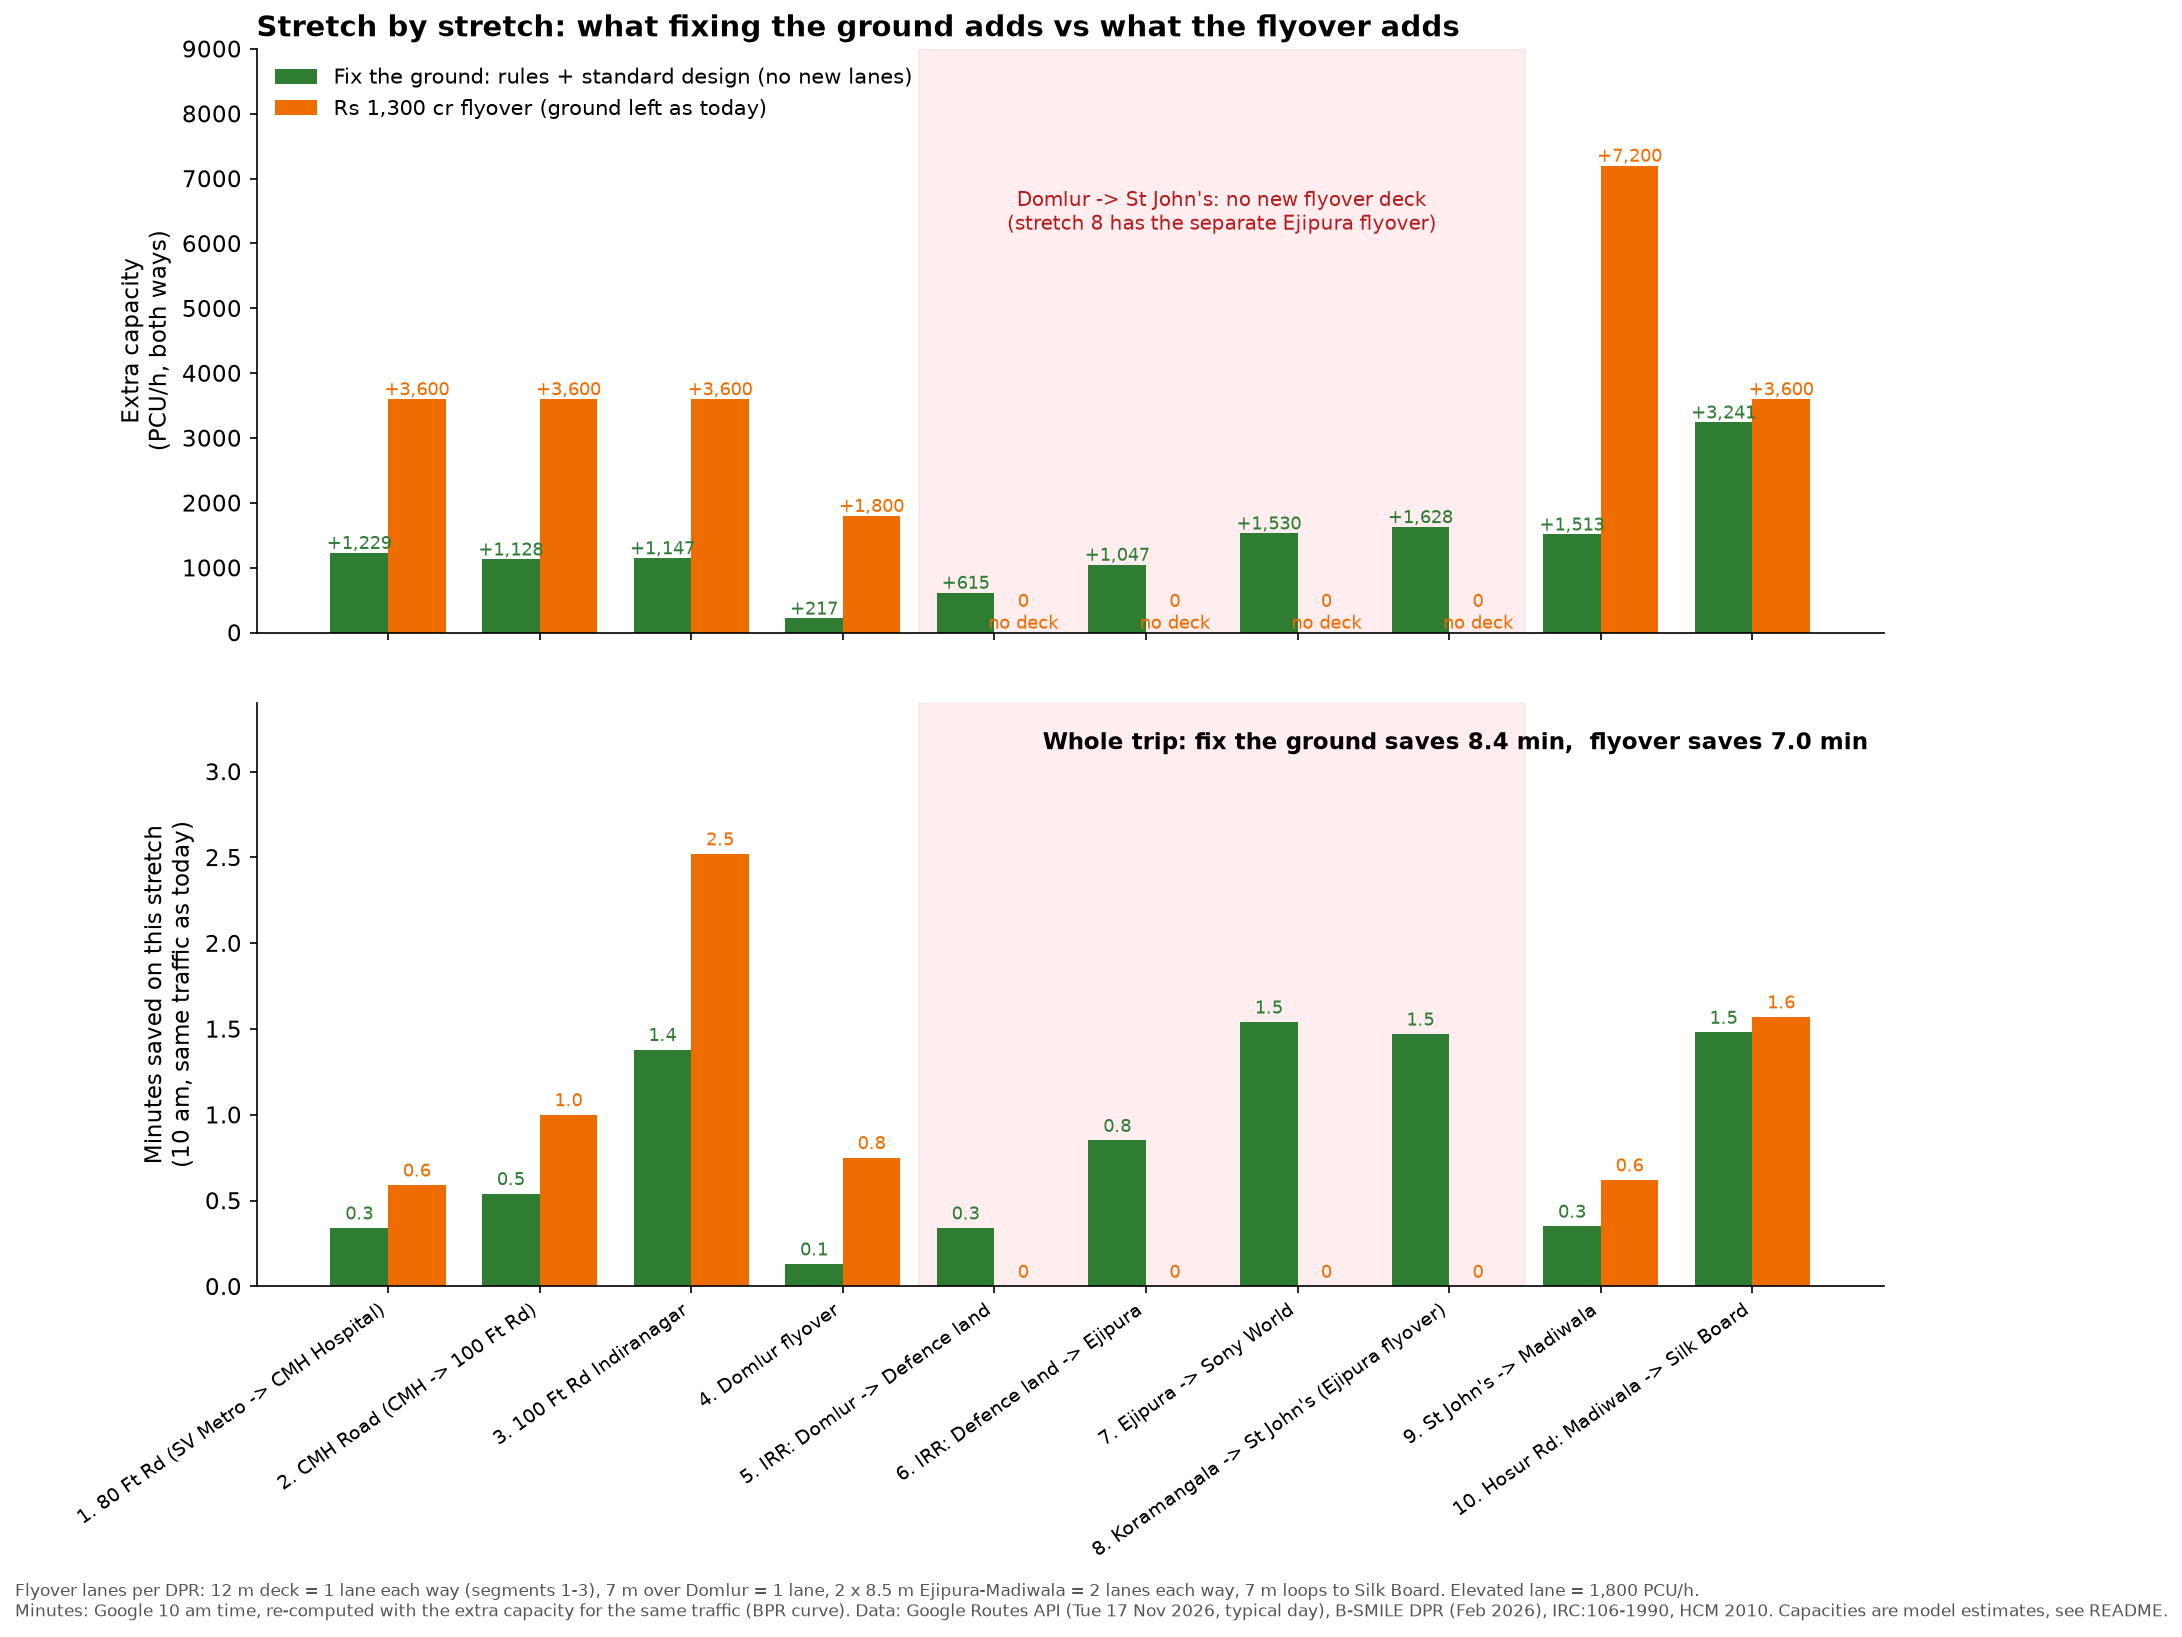 Stretch by stretch: what fixing the ground adds vs what the flyover adds
Extra capacity
(PCU/h, both ways)
9000
8000
7000
6000
5000
4000
3000
2000
1000
0
Fix the ground: rules + standard design (no new lanes)
Rs 1,300 cr flyover (ground left as today)
Domlur -> St John's: no new flyover deck
(stretch 8 has the separate Ejipura flyover)
+1,229
+3,600
+1,128
+3,600
+1,147
+3,600
+217
+1,800
+615
0
no deck
+1,047
0
no deck
+1,530
0
no deck
+1,628
0
no deck
+1,513
+7,200
+3,241
+3,600
Minutes saved on this stretch
(10 am, same traffic as today)
3.0
2.5
2.0
1.5
1.0
0.5
0.0
Whole trip: fix the ground saves 8.4 min,  flyover saves 7.0 min
0.3
0.6
0.5
1.0
1.4
2.5
0.1
0.8
0.3
0
0.8
0
1.5
0
1.5
0
0.3
0.6
1.5
1.6
1. 80 Ft Rd (SV Metro -> CMH Hospital)
2. CMH Road (CMH -> 100 Ft Rd)
3. 100 Ft Rd Indiranagar
4. Domlur flyover
5. IRR: Domlur -> Defence land
6. IRR: Defence land -> Ejipura
7. Ejipura -> Sony World
8. Koramangala -> St John's (Ejipura flyover)
9. St John's -> Madiwala
10. Hosur Rd: Madiwala -> Silk Board
Flyover lanes per DPR: 12 m deck = 1 lane each way (segments 1-3), 7 m over Domlur = 1 lane, 2 x 8.5 m Ejipura-Madiwala = 2 lanes each way, 7 m loops to Silk Board. Elevated lane = 1,800 PCU/h.
Minutes: Google 10 am time, re-computed with the extra capacity for the same traffic (BPR curve). Data: Google Routes API (Tue 17 Nov 2026, typical day), B-SMILE DPR (Feb 2026), IRC:106-1990, HCM 2010. Capacities are model estimates, see README.